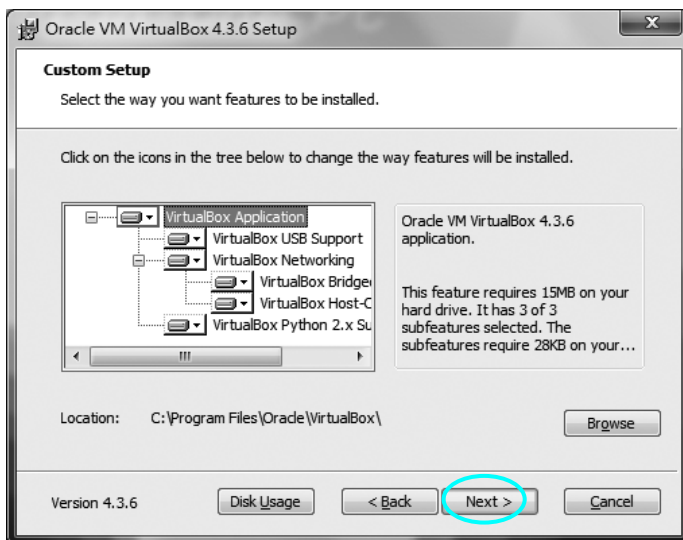 Oracle VM VirtualBox 4.3.6 Setup
Custom Setup
Select the way you want features to be installed.
Click on the icons in the tree below to change the way features will be installed.
VirtualBox Application
VirtualBox USB Support
VirtualBox Networking
VirtualBox Bridge
VirtualBox Host-C
VirtualBox Python 2.x Su
Oracle VM VirtualBox 4.3.6
application.
This feature requires 15MB on your
hard drive. It has 3 of 3
subfeatures selected. The
subfeatures require 28KB on your...
Location: C:\Program Files\Oracle\VirtualBox\
Browse
Version 4.3.6
Disk Usage
< Back
Next >
Cancel